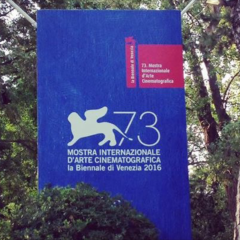 la Biennale di Venezia
73. Mostra
Internazionale
d'Arte
Cinematografica
73
MOSTRA INTERNAZIONALE
D'ARTE CINEMATOGRAFICA
la Biennale di Venezia 2016